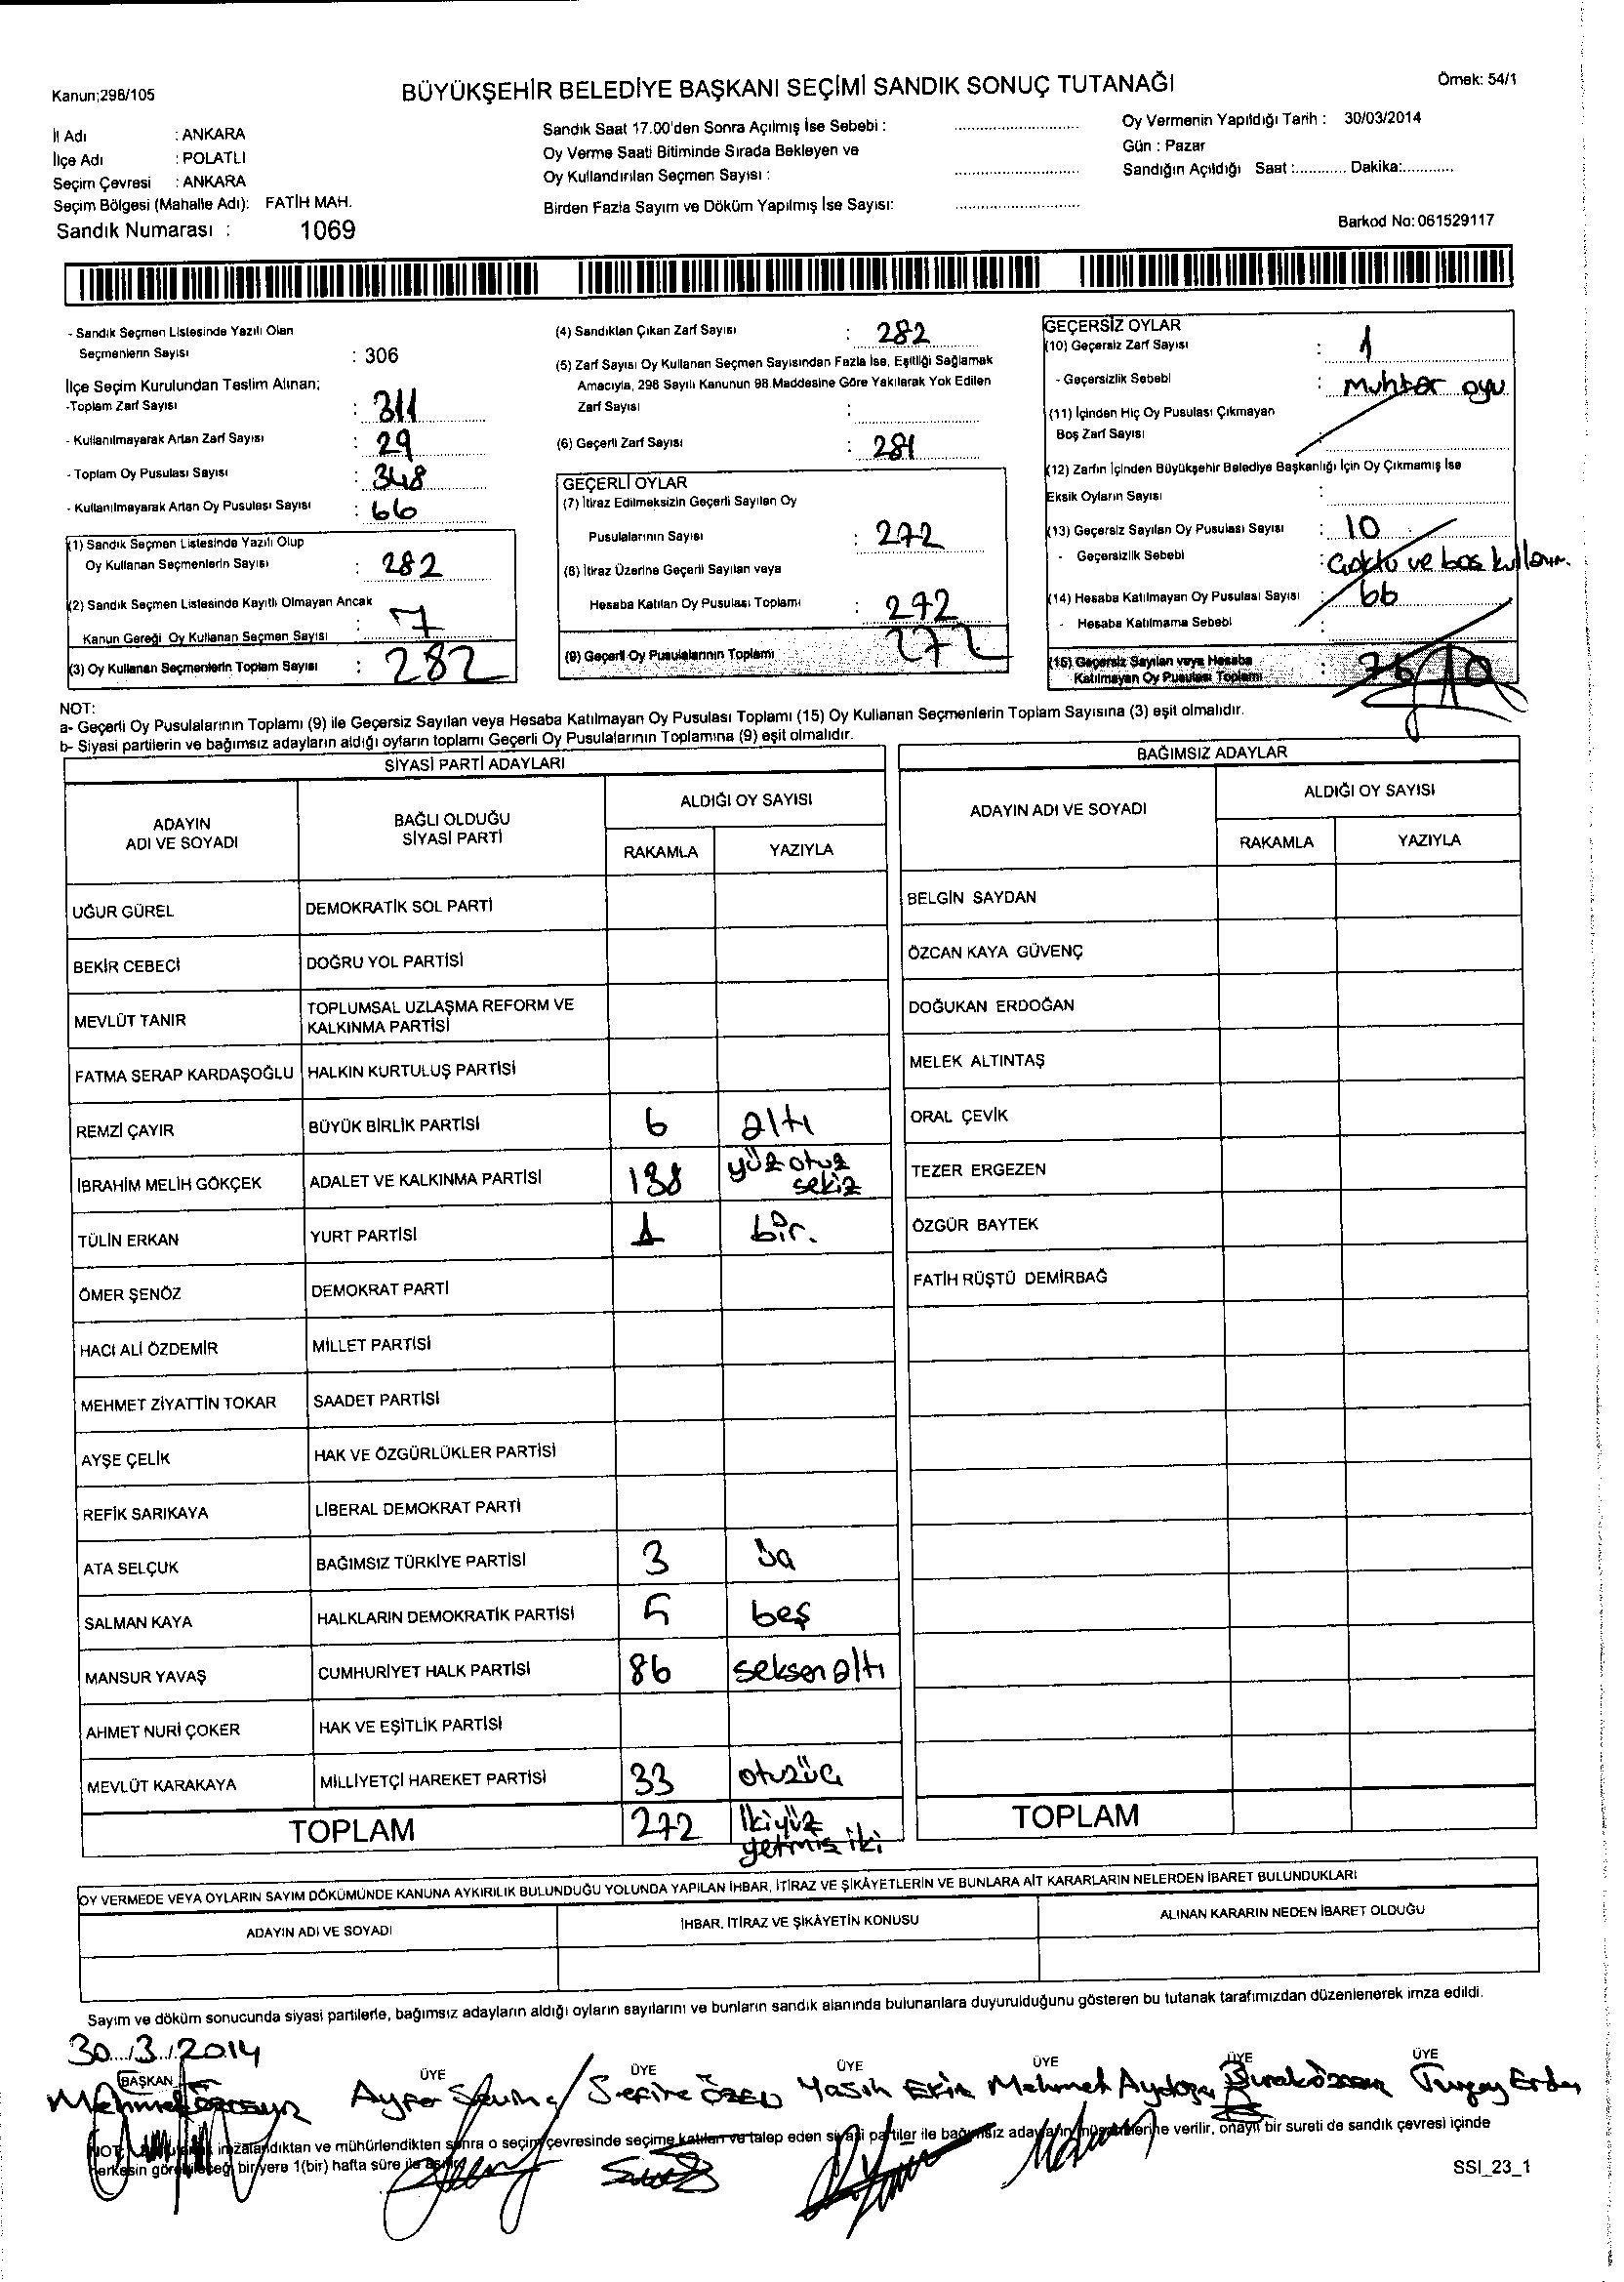 Kanun;298/105
BÜYÜKŞEHİR BELEDİYE BAŞKANI SEÇİMİ SANDIK SONUÇ TUTANAĞI
Örnek: 54/1
İl Adı : ANKARA
İlçe Adı : POLATLI
Seçim Çevresi : ANKARA
Seçim Bölgesi (Mahalle Adı): FATİH MAH.
Sandık Numarası : 1069
Sandık Saat 17.00'den Sonra Açılmış İse Sebebi :
Oy Verme Saati Bitiminde Sırada Bekleyen ve
Oy Kullandırılan Seçmen Sayısı :
Birden Fazla Sayım ve Döküm Yapılmış İse Sayısı:
Oy Vermenin Yapıldığı Tarih : 30/03/2014
Gün : Pazar
Sandığın Açıldığı Saat :............ Dakika:............
Barkod No: 061529117
- Sandık Seçmen Listesinde Yazılı Olan
Seçmenlerin Sayısı : 306
İlçe Seçim Kurulundan Teslim Alınan;
-Toplam Zarf Sayısı : 311
- Kullanılmayarak Artan Zarf Sayısı : 29
- Toplam Oy Pusulası Sayısı : 348
- Kullanılmayarak Artan Oy Pusulası Sayısı : 66
(1) Sandık Seçmen Listesinde Yazılı Olup
Oy Kullanan Seçmenlerin Sayısı : 282
(2) Sandık Seçmen Listesinde Kayıtlı Olmayan Ancak
Kanun Gereği Oy Kullanan Seçmen Sayısı :
(3) Oy Kullanan Seçmenlerin Toplam Sayısı : 282
(4) Sandıktan Çıkan Zarf Sayısı : 282
(5) Zarf Sayısı Oy Kullanan Seçmen Sayısından Fazla İse, Eşitliği Sağlamak
Amacıyla, 298 Sayılı Kanunun 98.Maddesine Göre Yakılarak Yok Edilen
Zarf Sayısı :
(6) Geçerli Zarf Sayısı : 281
GEÇERLİ OYLAR
(7) İtiraz Edilmeksizin Geçerli Sayılan Oy
Pusulalarının Sayısı : 272
(8) İtiraz Üzerine Geçerli Sayılan veya
Hesaba Katılan Oy Pusulası Toplamı : 272
(9) Geçerli Oy Pusulalarının Toplamı 272
GEÇERSİZ OYLAR
(10) Geçersiz Zarf Sayısı : 1
- Geçersizlik Sebebi : Muhtar oyu
(11) İçinden Hiç Oy Pusulası Çıkmayan
Boş Zarf Sayısı :
(12) Zarfın İçinden Büyükşehir Belediye Başkanlığı İçin Oy Çıkmamış İse
Eksik Oyların Sayısı :
(13) Geçersiz Sayılan Oy Pusulası Sayısı : 10
- Geçersizlik Sebebi : ve boş
(14) Hesaba Katılmayan Oy Pusulası Sayısı : 66
- Hesaba Katılmama Sebebi :
(15) Geçersiz Sayılan veya Hesaba
Katılmayan Oy Pusulası Toplamı : 10
NOT:
a- Geçerli Oy Pusulalarının Toplamı (9) ile Geçersiz Sayılan veya Hesaba Katılmayan Oy Pusulası Toplamı (15) Oy Kullanan Seçmenlerin Toplam Sayısına (3) eşit olmalıdır.
b- Siyasi partilerin ve bağımsız adayların aldığı oyların toplamı Geçerli Oy Pusulalarının Toplamına (9) eşit olmalıdır.
SİYASİ PARTİ ADAYLARI
ADAYIN ADI VE SOYADI BAĞLI OLDUĞU SİYASİ PARTİ ALDIĞI OY SAYISI
RAKAMLA YAZIYLA
UĞUR GÜREL DEMOKRATİK SOL PARTİ
BEKİR CEBECİ DOĞRU YOL PARTİSİ
MEVLÜT TANIR TOPLUMSAL UZLAŞMA REFORM VE KALKINMA PARTİSİ
FATMA SERAP KARDAŞOĞLU HALKIN KURTULUŞ PARTİSİ
REMZİ ÇAYIR BÜYÜK BİRLİK PARTİSİ 6 altı
İBRAHİM MELİH GÖKÇEK ADALET VE KALKINMA PARTİSİ 138 yüz otuz sekiz
TÜLİN ERKAN YURT PARTİSİ 1 bir.
ÖMER ŞENÖZ DEMOKRAT PARTİ
HACI ALİ ÖZDEMİR MİLLET PARTİSİ
MEHMET ZİYATTİN TOKAR SAADET PARTİSİ
AYŞE ÇELİK HAK VE ÖZGÜRLÜKLER PARTİSİ
REFİK SARIKAYA LİBERAL DEMOKRAT PARTİ
ATA SELÇUK BAĞIMSIZ TÜRKİYE PARTİSİ 3 üç
SALMAN KAYA HALKLARIN DEMOKRATİK PARTİSİ 5 beş
MANSUR YAVAŞ CUMHURİYET HALK PARTİSİ 86 seksen altı
AHMET NURİ ÇOKER HAK VE EŞİTLİK PARTİSİ
MEVLÜT KARAKAYA MİLLİYETÇİ HAREKET PARTİSİ 33 otuzüç
TOPLAM 272 İkiyüz yetmiş iki
BAĞIMSIZ ADAYLAR
ADAYIN ADI VE SOYADI ALDIĞI OY SAYISI
RAKAMLA YAZIYLA
BELGİN SAYDAN
ÖZCAN KAYA GÜVENÇ
DOĞUKAN ERDOĞAN
MELEK ALTINTAŞ
ORAL ÇEVİK
TEZER ERGEZEN
ÖZGÜR BAYTEK
FATİH RÜŞTÜ DEMİRBAĞ
TOPLAM
OY VERMEDE VEYA OYLARIN SAYIM DÖKÜMÜNDE KANUNA AYKIRILIK BULUNDUĞU YOLUNDA YAPILAN İHBAR, İTİRAZ VE ŞİKÂYETLERİN VE BUNLARA AİT KARARLARIN NELERDEN İBARET BULUNDUKLARI
ADAYIN ADI VE SOYADI İHBAR, İTİRAZ VE ŞİKÂYETİN KONUSU ALINAN KARARIN NEDEN İBARET OLDUĞU
Sayım ve döküm sonucunda siyasi partilerle, bağımsız adayların aldığı oyların sayılarını ve bunların sandık alanında bulunanlara duyurulduğunu gösteren bu tutanak tarafımızdan düzenlenerek imza edildi.
30/3/2014
BAŞKAN ÜYE ÜYE ÜYE ÜYE ÜYE ÜYE
Mehmet Yasin Ekin Mehmet
imzalandıktan ve mühürlendikten sonra o seçim çevresinde seçime katılan ve talep eden siyasi partiler ile bağımsız adayların müşahitlerine verilir, onaylı bir sureti de sandık çevresi içinde
herkesin görebileceği bir yere 1(bir) hafta süre ile asılır.
SSI_23_1